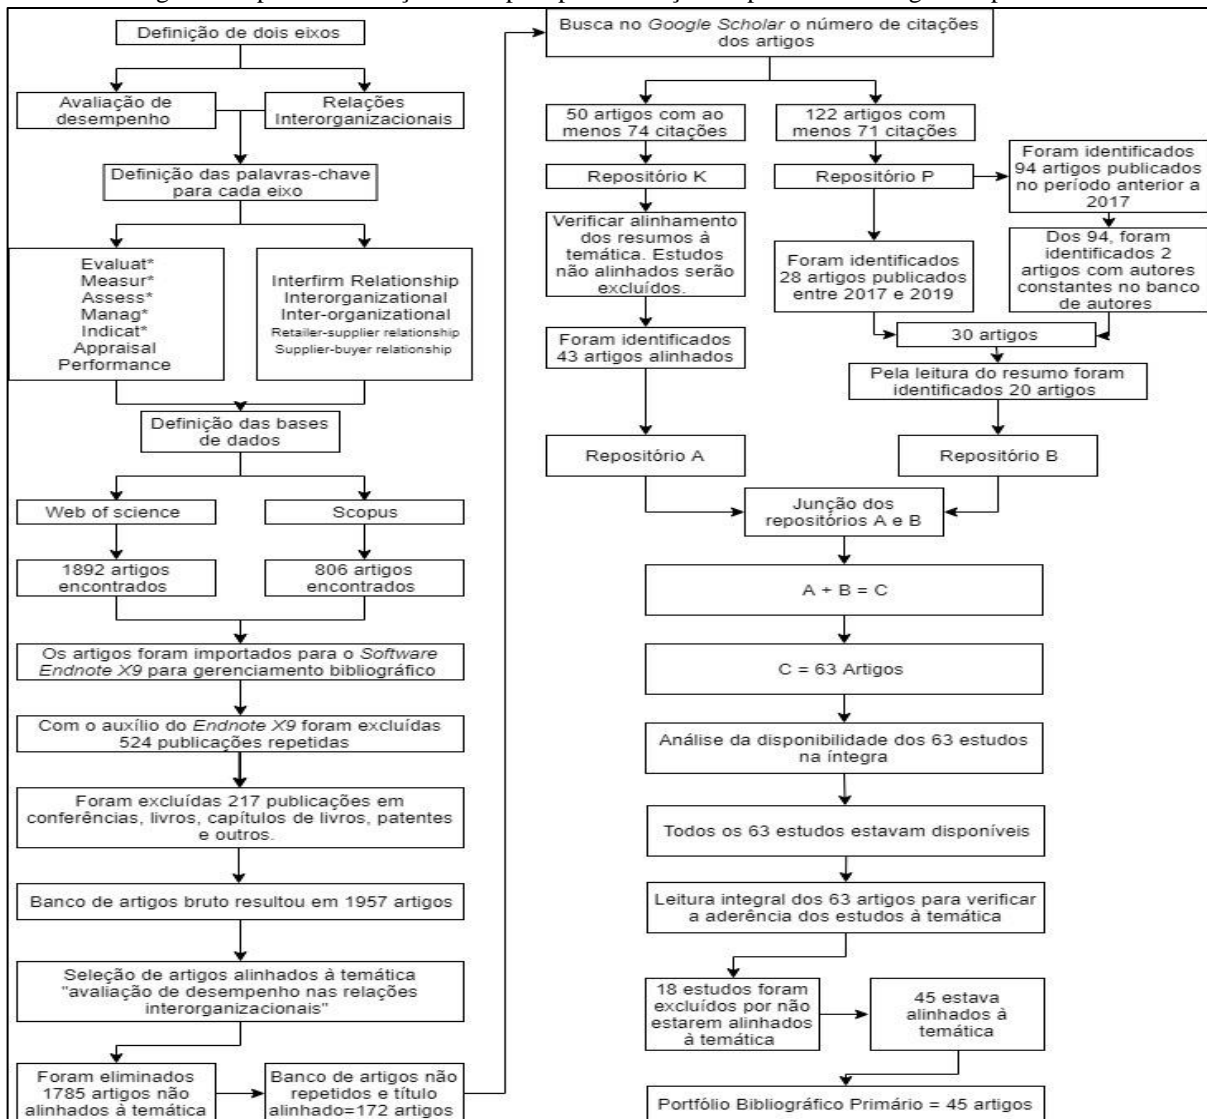 Definição de dois eixos
Avaliação de
desempenho
Relações
Interorganizacionais
Definição das palavras-chave
para cada eixo
Evaluat*
Measur*
Assess*
Manag*
Indicat*
Appraisal
Performance
Interfirm Relationship
Interorganizational
Inter-organizational
Retailer-supplier relationship
Supplier-buyer relationship
Definição das bases
de dados
Web of science
Scopus
1892 artigos
encontrados
806 artigos
encontrados
Os artigos foram importados para o Software
Endnote X9 para gerenciamento bibliográfico
Com o auxílio do Endnote X9 foram excluídas
524 publicações repetidas
Foram excluídas 217 publicações em
conferências, livros, capítulos de livros, patentes
e outros.
Banco de artigos bruto resultou em 1957 artigos
Seleção de artigos alinhados à temática
"avaliação de desempenho nas relações
interorganizacionais"
Foram eliminados
1785 artigos não
alinhados à temática
Banco de artigos não
repetidos e título
alinhado=172 artigos
Busca no Google Scholar o número de citações
dos artigos
50 artigos com ao
menos 74 citações
122 artigos com
menos 71 citações
Repositório K
Repositório P
Foram identificados
94 artigos publicados
no período anterior a
2017
Verificar alinhamento
dos resumos à
temática. Estudos
não alinhados serão
excluídos.
Foram identificados
28 artigos publicados
entre 2017 e 2019
Dos 94, foram
identificados 2
artigos com autores
constantes no banco
de autores
Foram identificados
43 artigos alinhados
30 artigos
Pela leitura do resumo foram
identificados 20 artigos
Repositório A
Repositório B
Junção dos
repositórios A e B
A + B = C
C = 63 Artigos
Análise da disponibilidade dos 63 estudos
na íntegra
Todos os 63 estudos estavam disponíveis
Leitura integral dos 63 artigos para verificar
a aderência dos estudos à temática
18 estudos foram
excluídos por não
estarem alinhados
à temática
45 estava
alinhados à
temática
Portfólio Bibliográfico Primário = 45 artigos